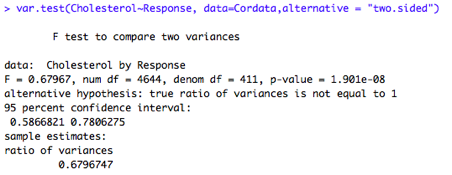 > var.test(Cholesterol~Response, data=Cordata,alternative = "two.sided")
F test to compare two variances
data:  Cholesterol by Response
F = 0.67967, num df = 4644, denom df = 411, p-value = 1.901e-08
alternative hypothesis: true ratio of variances is not equal to 1
95 percent confidence interval:
0.5866821 0.7806275
sample estimates:
ratio of variances
0.6796747